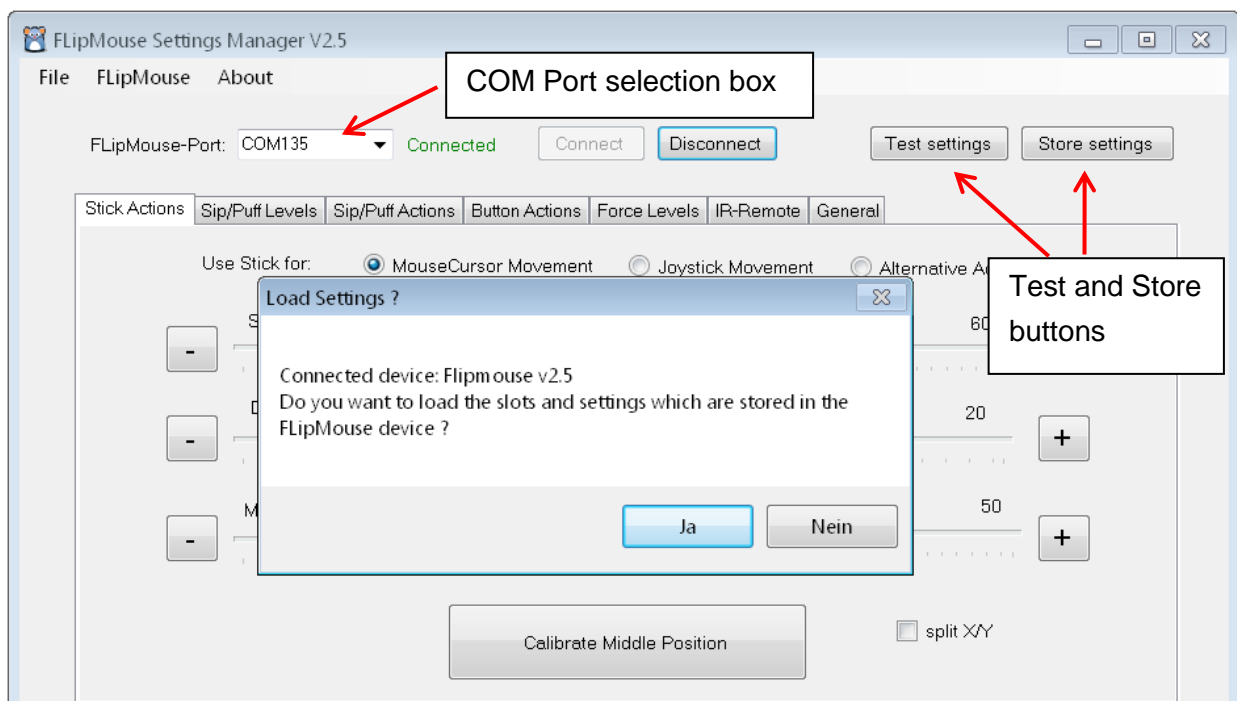 FLipMouse Settings Manager V2.5
File FLipMouse About
COM Port selection box
FLipMouse-Port: COM135 Connected Connect Disconnect Test settings Store settings
Stick Actions Sip/Puff Levels Sip/Puff Actions Button Actions Force Levels IR-Remote General
Use Stick for: MouseCursor Movement Joystick Movement Alternative
Test and Store
buttons
Load Settings ?
-
Connected device: Flipmouse v2.5
Do you want to load the slots and settings which are stored in the
FLipMouse device ?
20
- +
50
Ja Nein
- +
Calibrate Middle Position
split X/Y